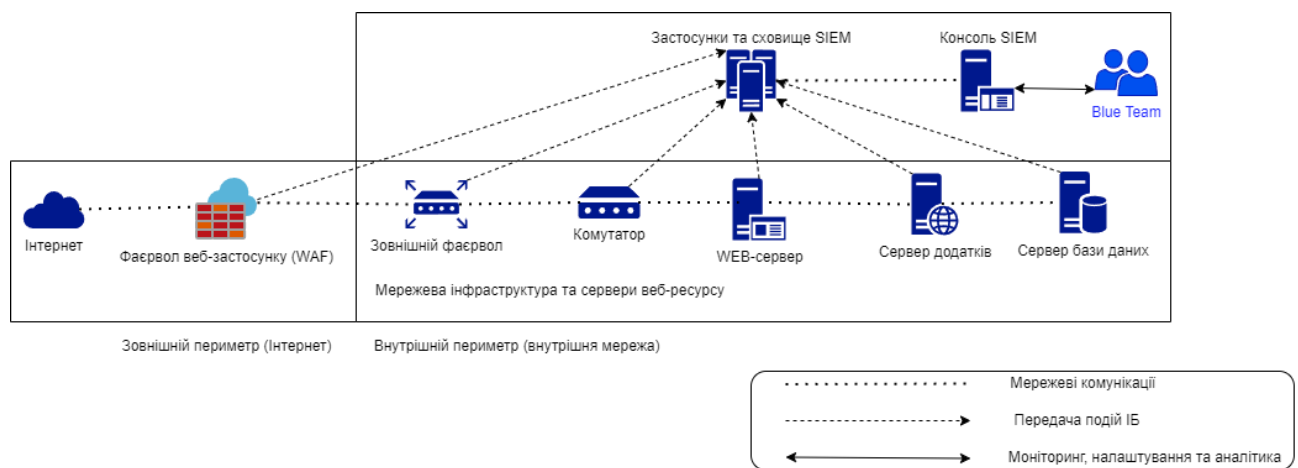 Застосунки та сховище SIEM
Консоль SIEM
Blue Team
Інтернет
Фаєрвол веб-застосунку (WAF)
Зовнішній фаєрвол
Комутатор
WEB-сервер
Сервер додатків
Сервер бази даних
Мережева інфраструктура та сервери веб-ресурсу
Зовнішній периметр (Інтернет)
Внутрішній периметр (внутрішня мережа)
Мережеві комунікації
Передача подій ІБ
Моніторинг, налаштування та аналітика